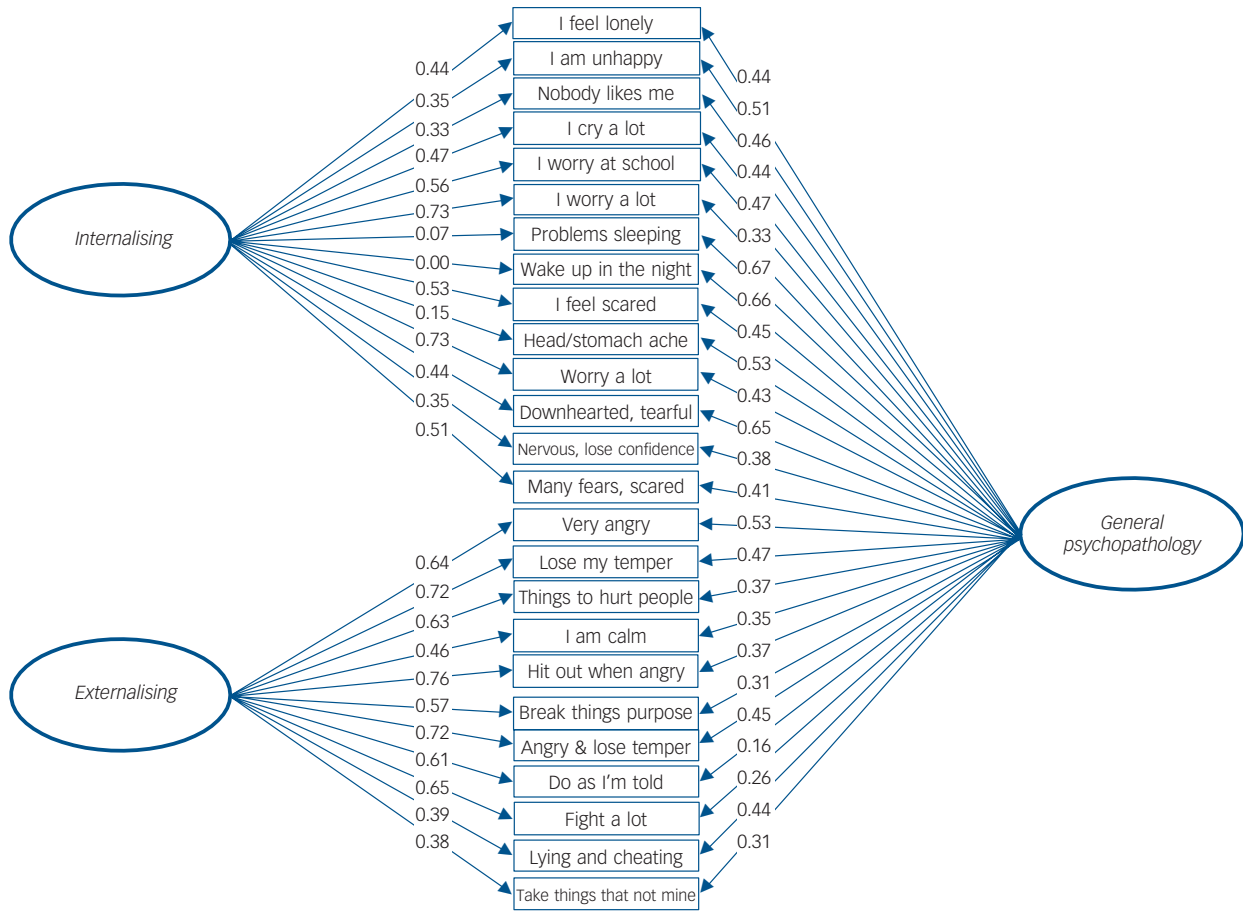 I feel lonely
I am unhappy
Nobody likes me
I cry a lot
I worry at school
I worry a lot
Problems sleeping
Wake up in the night
I feel scared
Head/stomach ache
Worry a lot
Downhearted, tearful
Nervous, lose confidence
Many fears, scared
Very angry
Lose my temper
Things to hurt people
I am calm
Hit out when angry
Break things purpose
Angry & lose temper
Do as I'm told
Fight a lot
Lying and cheating
Take things that not mine
Internalising
0.44
0.35
0.33
0.47
0.56
0.73
0.07
0.00
0.53
0.15
0.73
0.44
0.35
0.51
Externalising
0.64
0.72
0.63
0.46
0.76
0.57
0.72
0.61
0.65
0.39
0.38
0.44
0.51
0.46
0.44
0.47
0.33
0.67
0.66
0.45
0.53
0.43
0.65
0.38
0.41
0.53
0.47
0.37
0.35
0.37
0.31
0.45
0.16
0.26
0.44
0.31
General
psychopathology